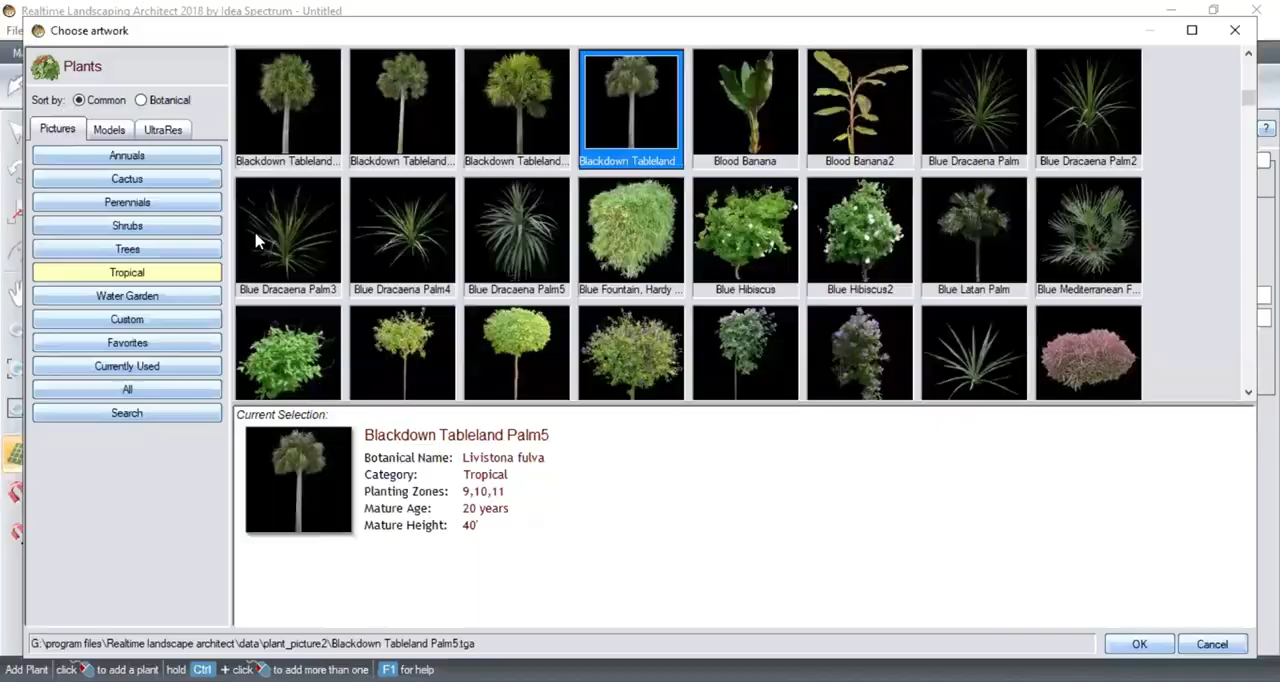 Realtime Landscaping Architect 2018 by Idea Spectrum - Untitled
File
Choose artwork
Plants
Sort by: Common Botanical
Pictures Models UltraRes
Annuals
Cactus
Perennials
Shrubs
Trees
Tropical
Water Garden
Custom
Favorites
Currently Used
All
Search
Blackdown Tableland... Blackdown Tableland... Blackdown Tableland... Blackdown Tableland... Blood Banana Blood Banana2 Blue Dracaena Palm Blue Dracaena Palm2
Blue Dracaena Palm3 Blue Dracaena Palm4 Blue Dracaena Palm5 Blue Fountain, Hardy ... Blue Hibiscus Blue Hibiscus2 Blue Latan Palm Blue Mediterranean F...
Current Selection:
Blackdown Tableland Palm5
Botanical Name: Livistona fulva
Category: Tropical
Planting Zones: 9,10,11
Mature Age: 20 years
Mature Height: 40'
G:\program files\Realtime landscape architect\data\plant_picture2\Blackdown Tableland Palm5.tga
OK Cancel
Add Plant click to add a plant hold Ctrl + click to add more than one F1 for help